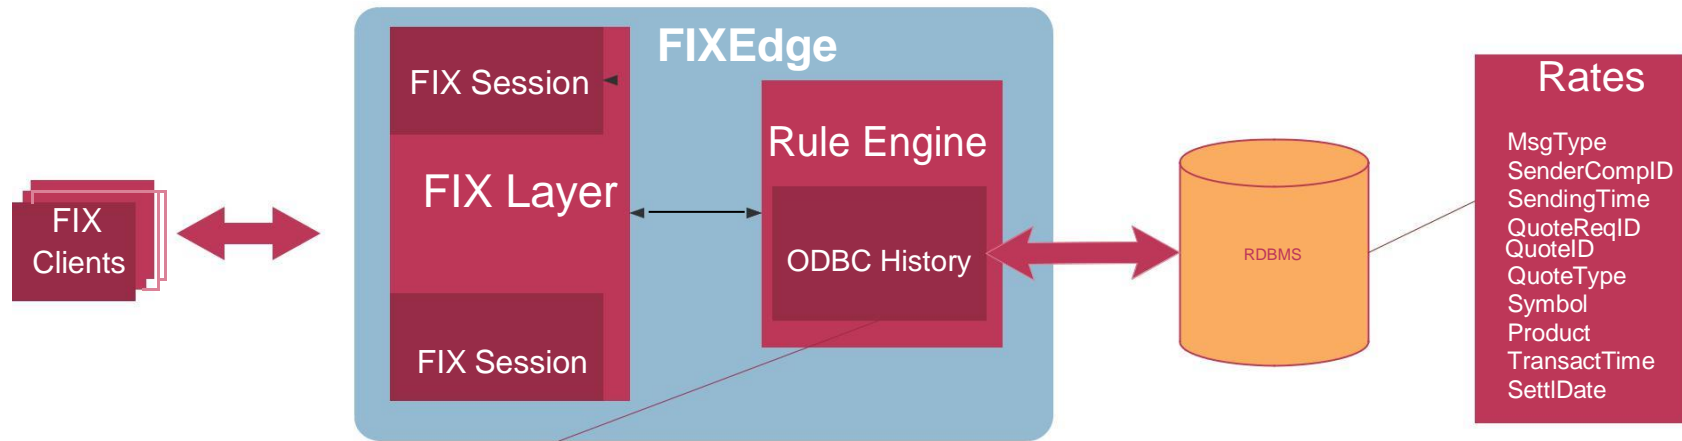 FIXEdge
FIX Session
FIX Layer
FIX Session
FIX
Clients
Rule Engine
ODBC History
RDBMS
Rates
MsgType
SenderCompID
SendingTime
QuoteReqID
QuoteID
QuoteType
Symbol
Product
TransactTime
SettlDate